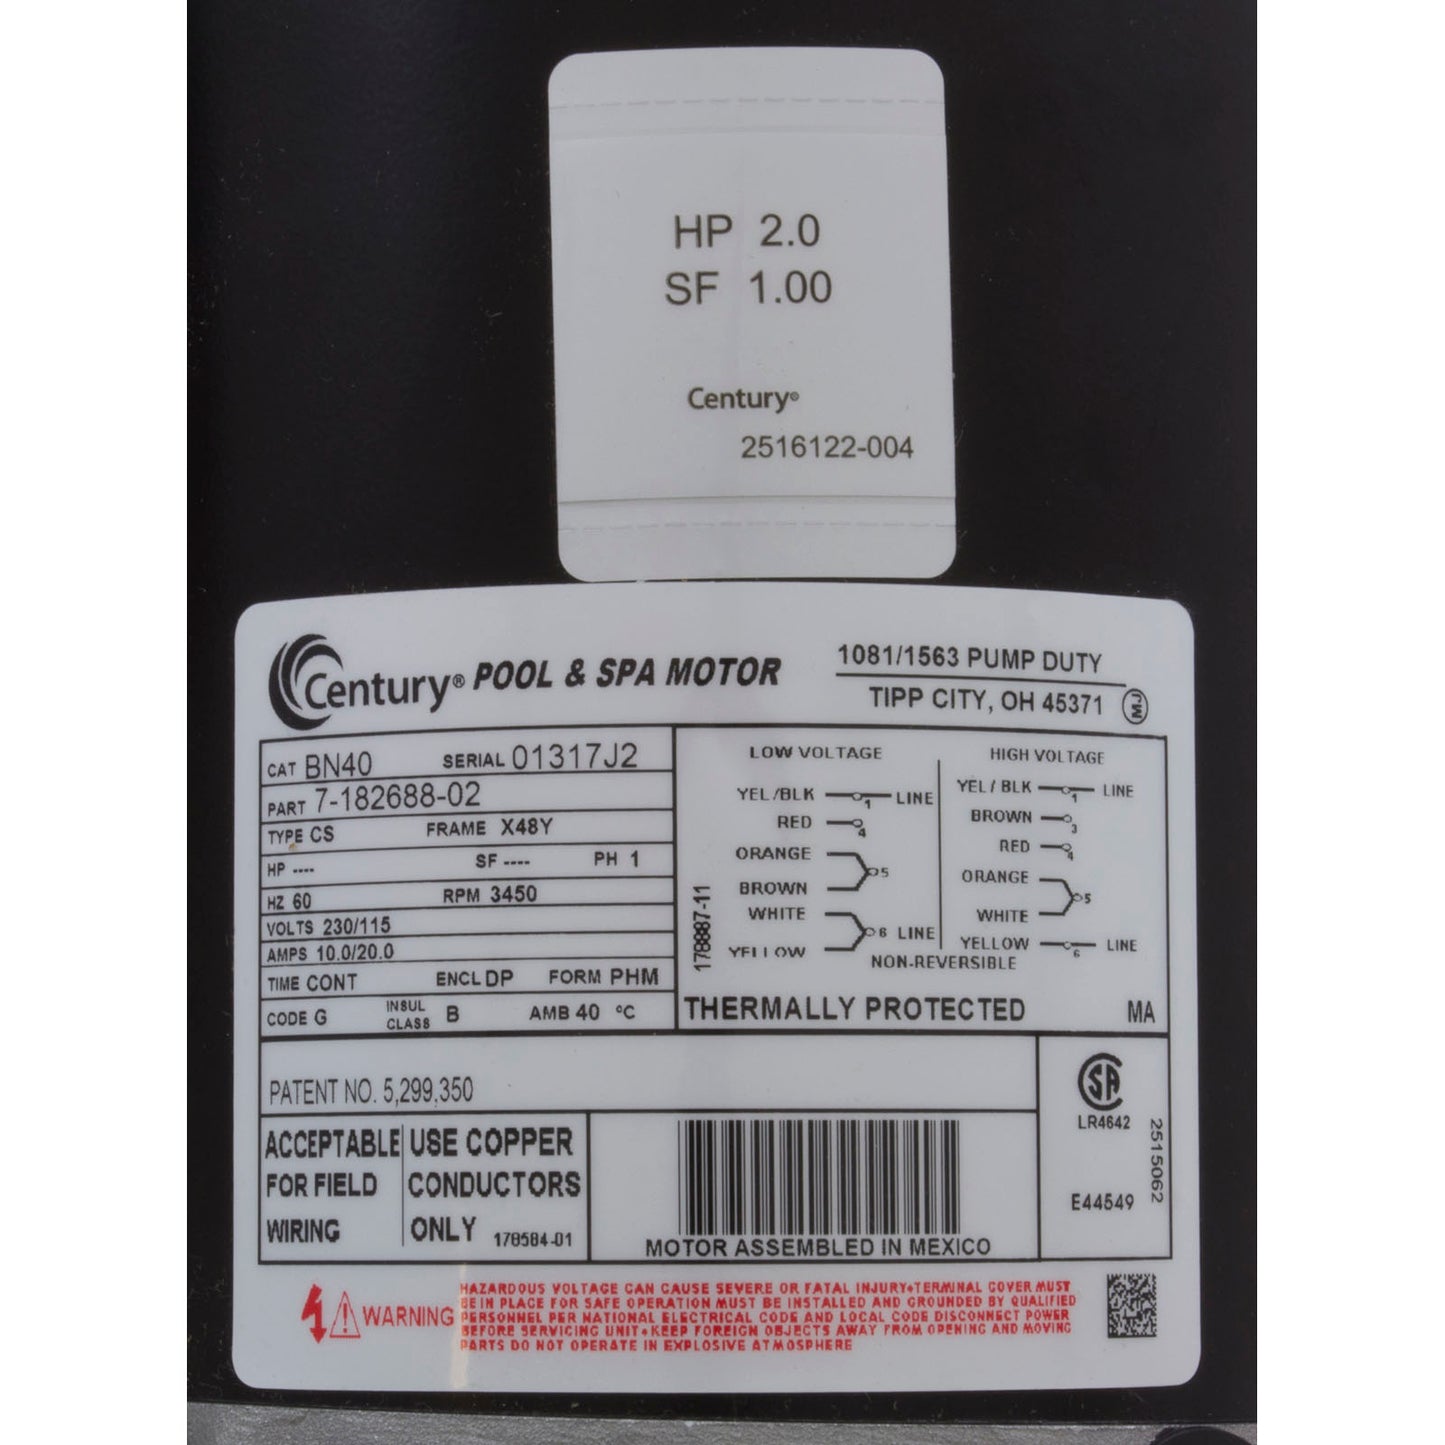 HP 2.0
SF 1.00
Century®
2516122-004
Century® POOL & SPA MOTOR
1081/1563 PUMP DUTY
TIPP CITY, OH 45371 MJ
CAT BN40 SERIAL 01317J2
PART 7-182688-02
TYPE CS FRAME X48Y
HP ---- SF ---- PH 1
HZ 60 RPM 3450
VOLTS 230/115
AMPS 10.0/20.0
TIME CONT ENCL DP FORM PHM
CODE G INSUL CLASS B AMB 40 °C
LOW VOLTAGE
YEL/BLK 1 LINE
RED 4
ORANGE
5
BROWN
WHITE
6 LINE
YELLOW
178887-11
HIGH VOLTAGE
YEL/BLK 1 LINE
BROWN 3
RED 4
ORANGE
5
WHITE
YELLOW 6 LINE
NON-REVERSIBLE
THERMALLY PROTECTED MA
PATENT NO. 5,299,350
ACCEPTABLE
FOR FIELD
WIRING
USE COPPER
CONDUCTORS
ONLY 178584-01
MOTOR ASSEMBLED IN MEXICO
SA
LR4642
E44549
2515062
WARNING
HAZARDOUS VOLTAGE CAN CAUSE SEVERE OR FATAL INJURY•TERMINAL COVER MUST
BE IN PLACE FOR SAFE OPERATION MUST BE INSTALLED AND GROUNDED BY QUALIFIED
PERSONNEL PER NATIONAL ELECTRICAL CODE AND LOCAL CODE DISCONNECT POWER
BEFORE SERVICING UNIT•KEEP FOREIGN OBJECTS AWAY FROM OPENING AND MOVING
PARTS DO NOT OPERATE IN EXPLOSIVE ATMOSPHERE